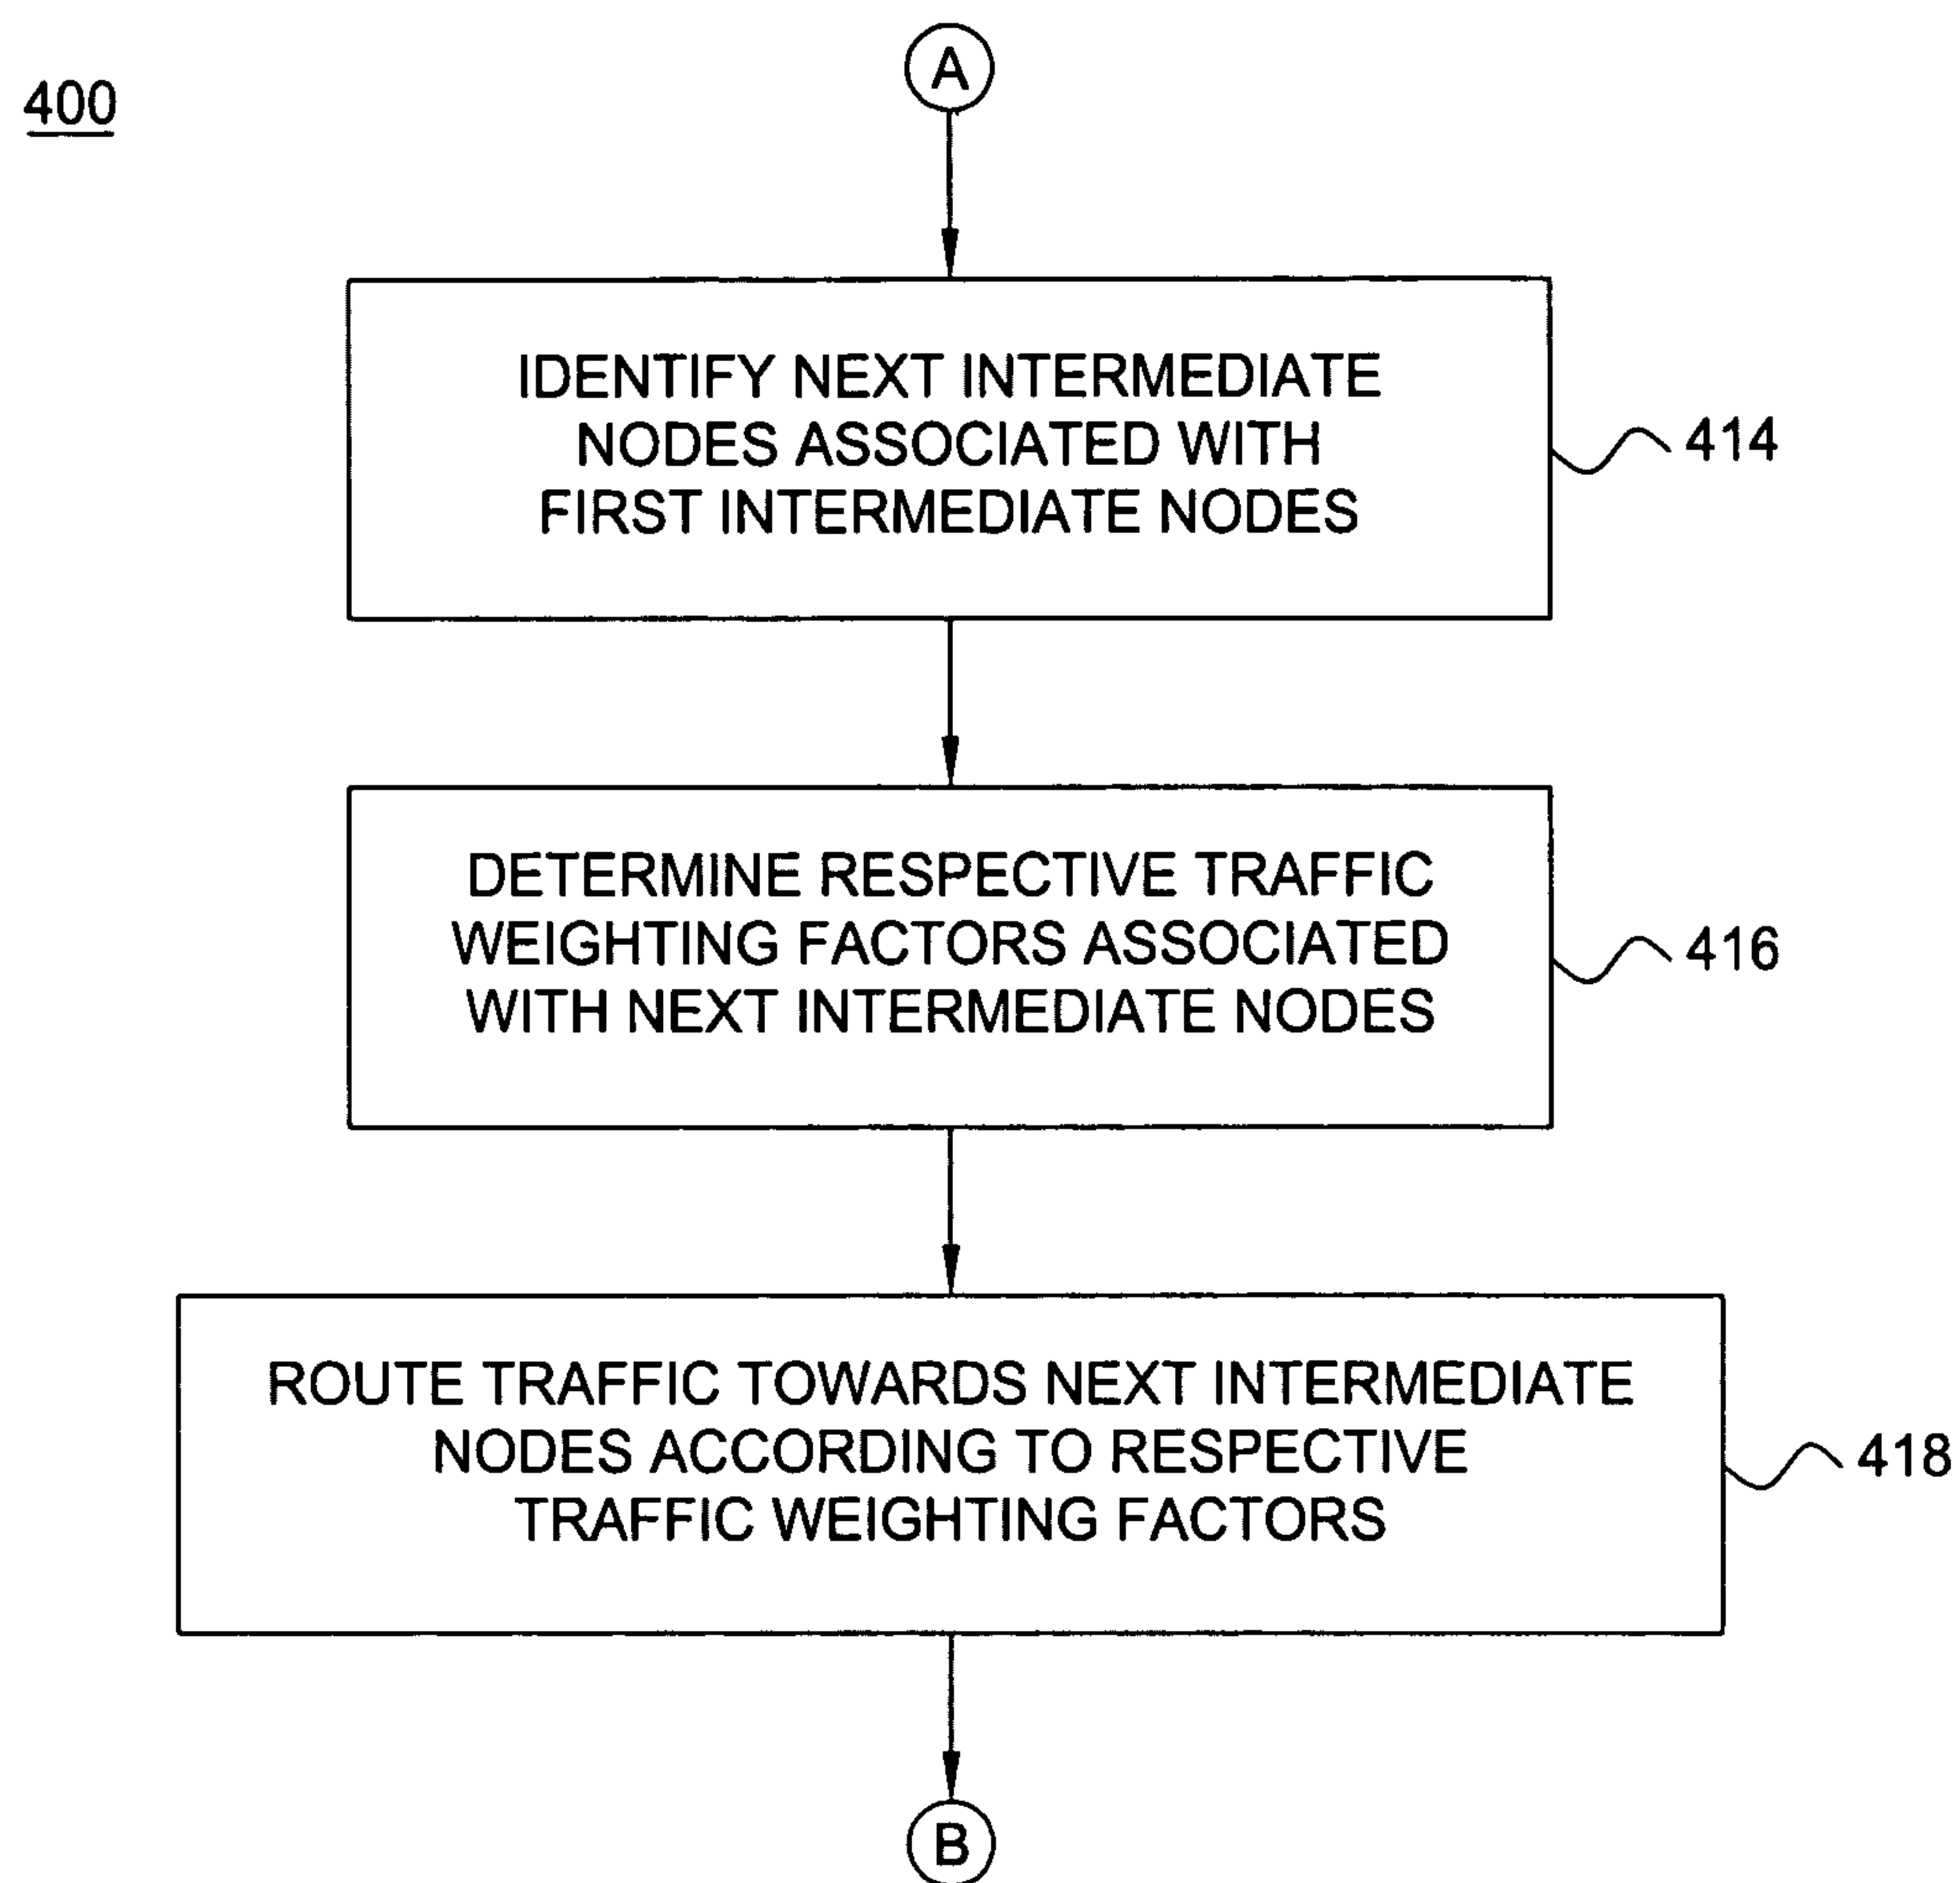 400
A
IDENTIFY NEXT INTERMEDIATE
NODES ASSOCIATED WITH
FIRST INTERMEDIATE NODES
414
DETERMINE RESPECTIVE TRAFFIC
WEIGHTING FACTORS ASSOCIATED
WITH NEXT INTERMEDIATE NODES
416
ROUTE TRAFFIC TOWARDS NEXT INTERMEDIATE
NODES ACCORDING TO RESPECTIVE
TRAFFIC WEIGHTING FACTORS
418
B